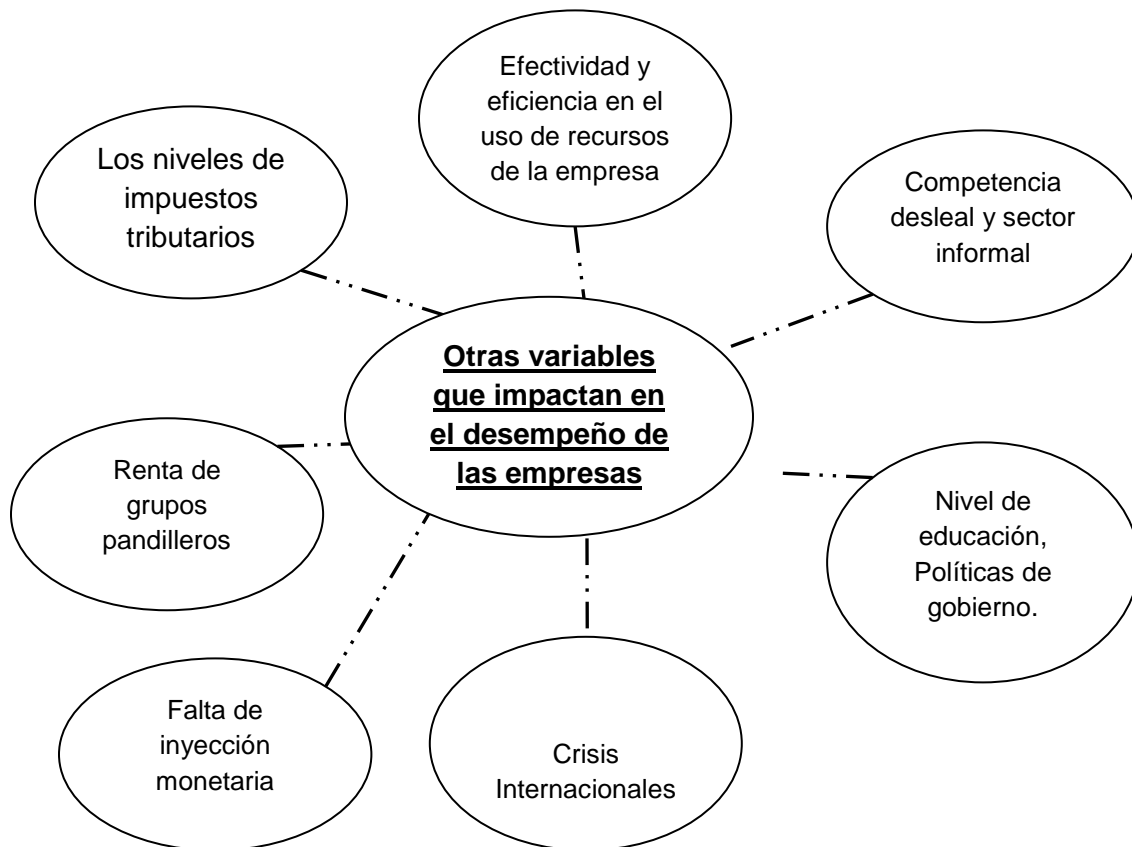 Efectividad y
eficiencia en el
uso de recursos
de la empresa
Los niveles de
impuestos
tributarios
Competencia
desleal y sector
informal
Otras variables
que impactan en
el desempeño de
las empresas
Renta de
grupos
pandilleros
Nivel de
educación,
Políticas de
gobierno.
Falta de
inyección
monetaria
Crisis
Internacionales